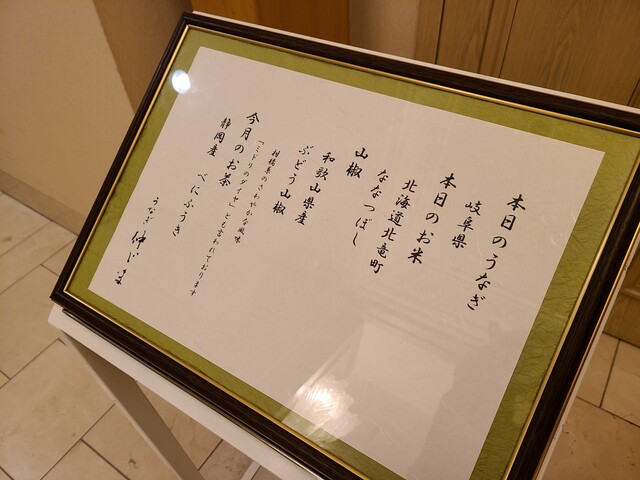 本日のうなぎ
岐阜県
本日のお米
北海道北竜町
ななつぼし
山椒
和歌山県産
ぶどう山椒
柑橘系のさわやかな風味
「ミドリのダイヤ」とも言われております
今月のお茶
静岡産　べにふうき
うなぎ